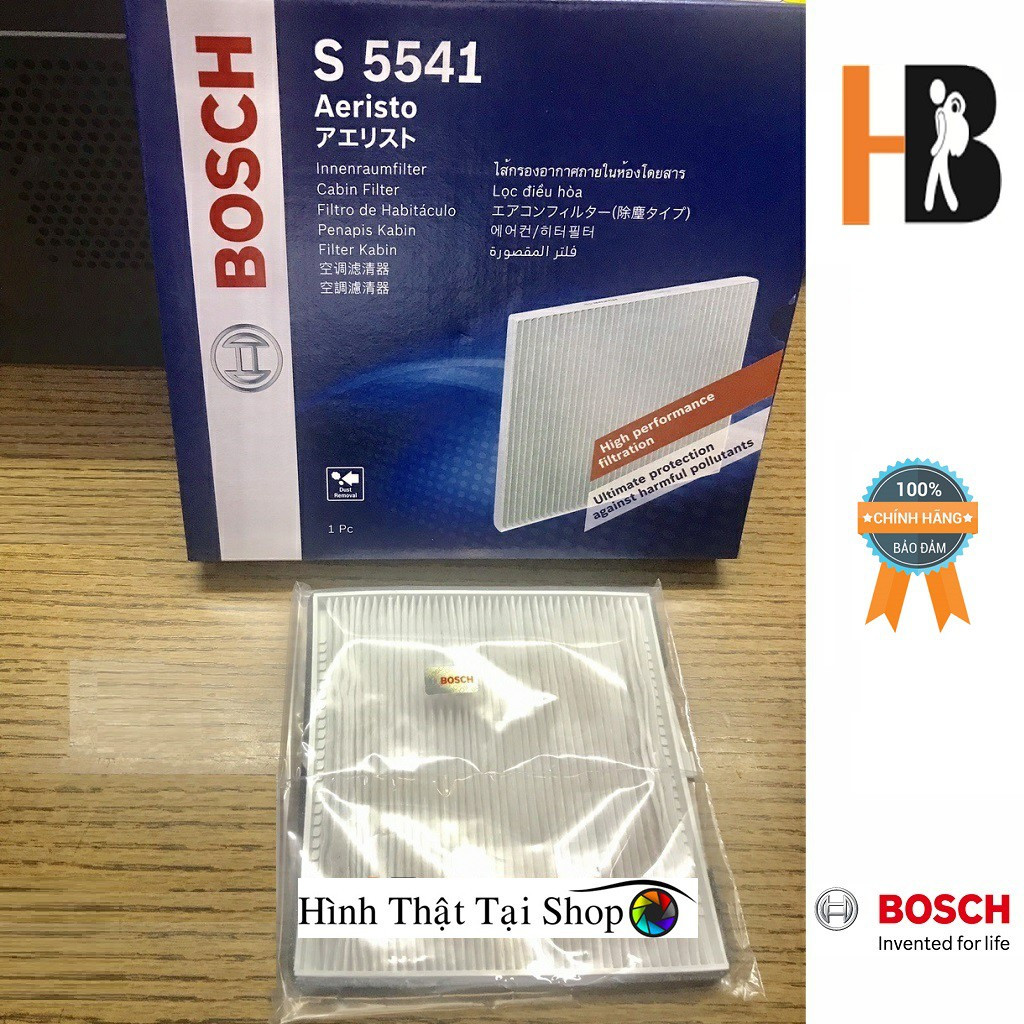 BOSCH
S 5541
Aeristo
アエリスト
Innenraumfilter
Cabin Filter
Filtro de Habitáculo
Penapis Kabin
Filter Kabin
空调滤清器
空調濾清器
ไส้กรองอากาศภายในห้องโดยสาร
Lọc điều hòa
エアコンフィルター(除塵タイプ)
에어컨/히터필터
فلتر المقصورة
High performance
filtration
Ultimate protection
against harmful pollutants
Dust
Removal
1 Pc
BOSCH
Hình Thật Tại Shop
HB
100%
CHÍNH HÃNG
BẢO ĐẢM
BOSCH
Invented for life